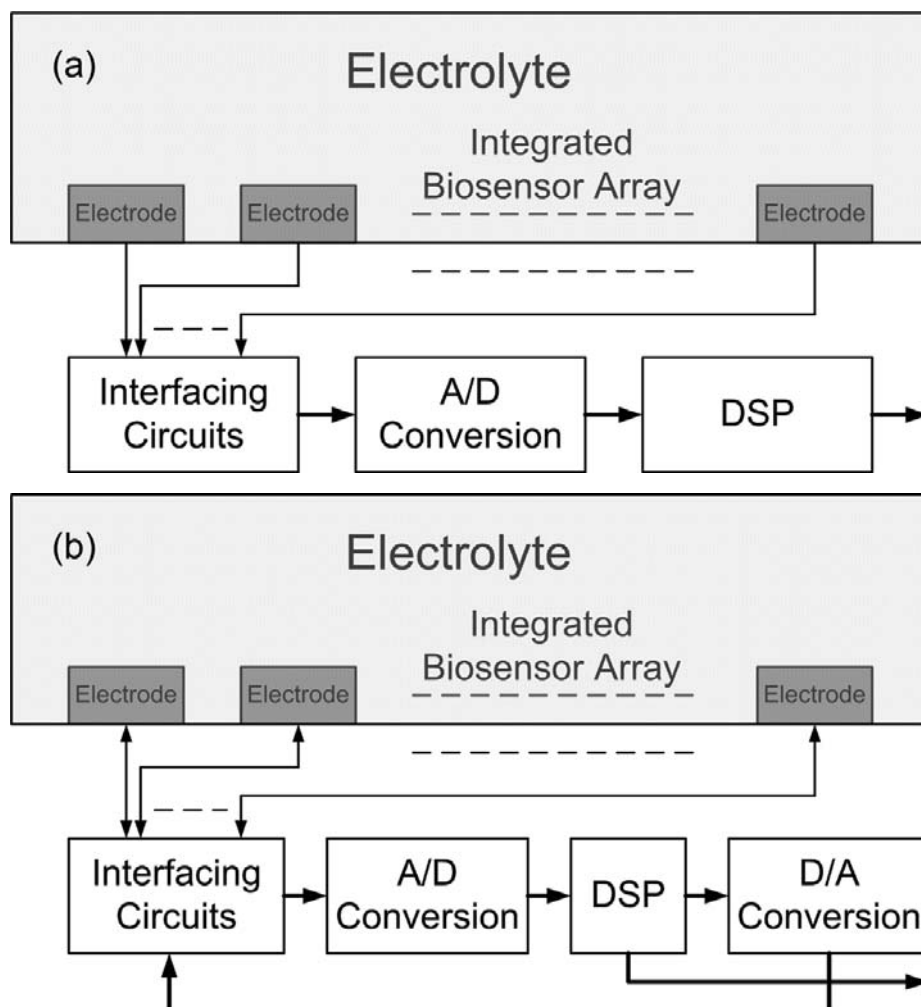 (a)
Electrolyte
Integrated
Biosensor Array
Electrode
Electrode
Electrode
Interfacing
Circuits
A/D
Conversion
DSP
(b)
Electrolyte
Integrated
Biosensor Array
Electrode
Electrode
Electrode
Interfacing
Circuits
A/D
Conversion
DSP
D/A
Conversion